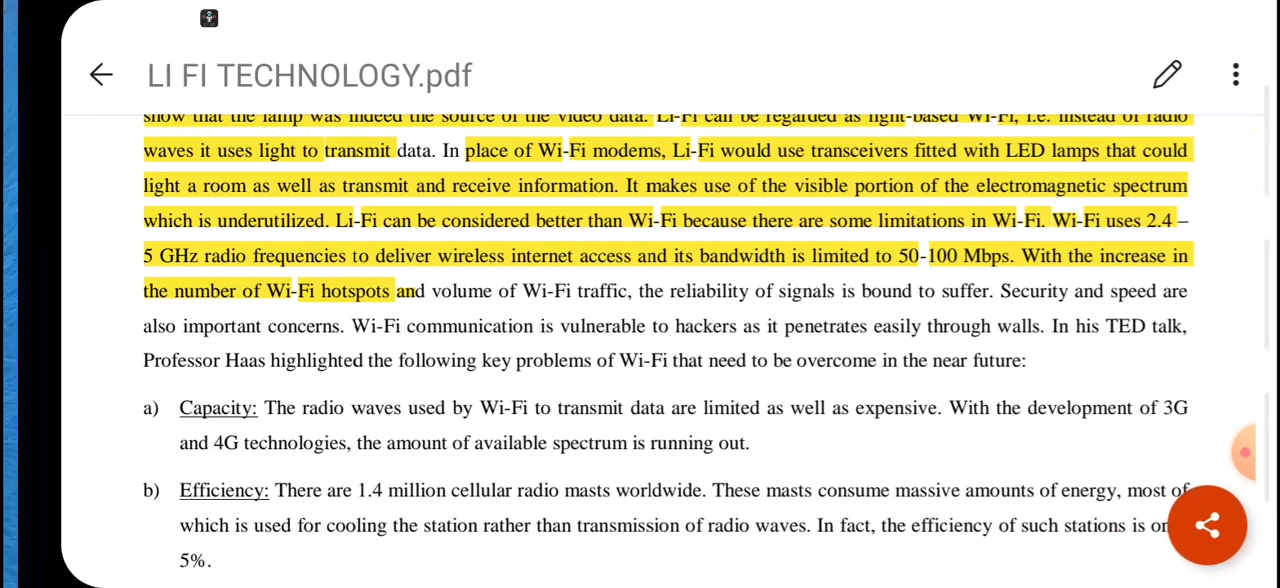 LI FI TECHNOLOGY.pdf
show that the lamp was indeed the source of the video data. Li-Fi can be regarded as light-based Wi-Fi, i.e. instead of radio
waves it uses light to transmit data. In place of Wi-Fi modems, Li-Fi would use transceivers fitted with LED lamps that could
light a room as well as transmit and receive information. It makes use of the visible portion of the electromagnetic spectrum
which is underutilized. Li-Fi can be considered better than Wi-Fi because there are some limitations in Wi-Fi. Wi-Fi uses 2.4 –
5 GHz radio frequencies to deliver wireless internet access and its bandwidth is limited to 50-100 Mbps. With the increase in
the number of Wi-Fi hotspots and volume of Wi-Fi traffic, the reliability of signals is bound to suffer. Security and speed are
also important concerns. Wi-Fi communication is vulnerable to hackers as it penetrates easily through walls. In his TED talk,
Professor Haas highlighted the following key problems of Wi-Fi that need to be overcome in the near future:
a) Capacity: The radio waves used by Wi-Fi to transmit data are limited as well as expensive. With the development of 3G
and 4G technologies, the amount of available spectrum is running out.
b) Efficiency: There are 1.4 million cellular radio masts worldwide. These masts consume massive amounts of energy, most of
which is used for cooling the station rather than transmission of radio waves. In fact, the efficiency of such stations is
5%.